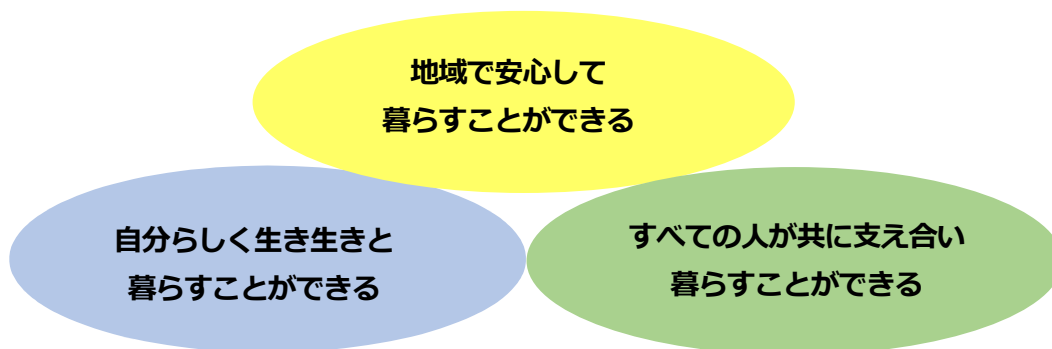 地域で安心して
暮らすことができる
自分らしく生き生きと
暮らすことができる
すべての人が共に支え合い
暮らすことができる